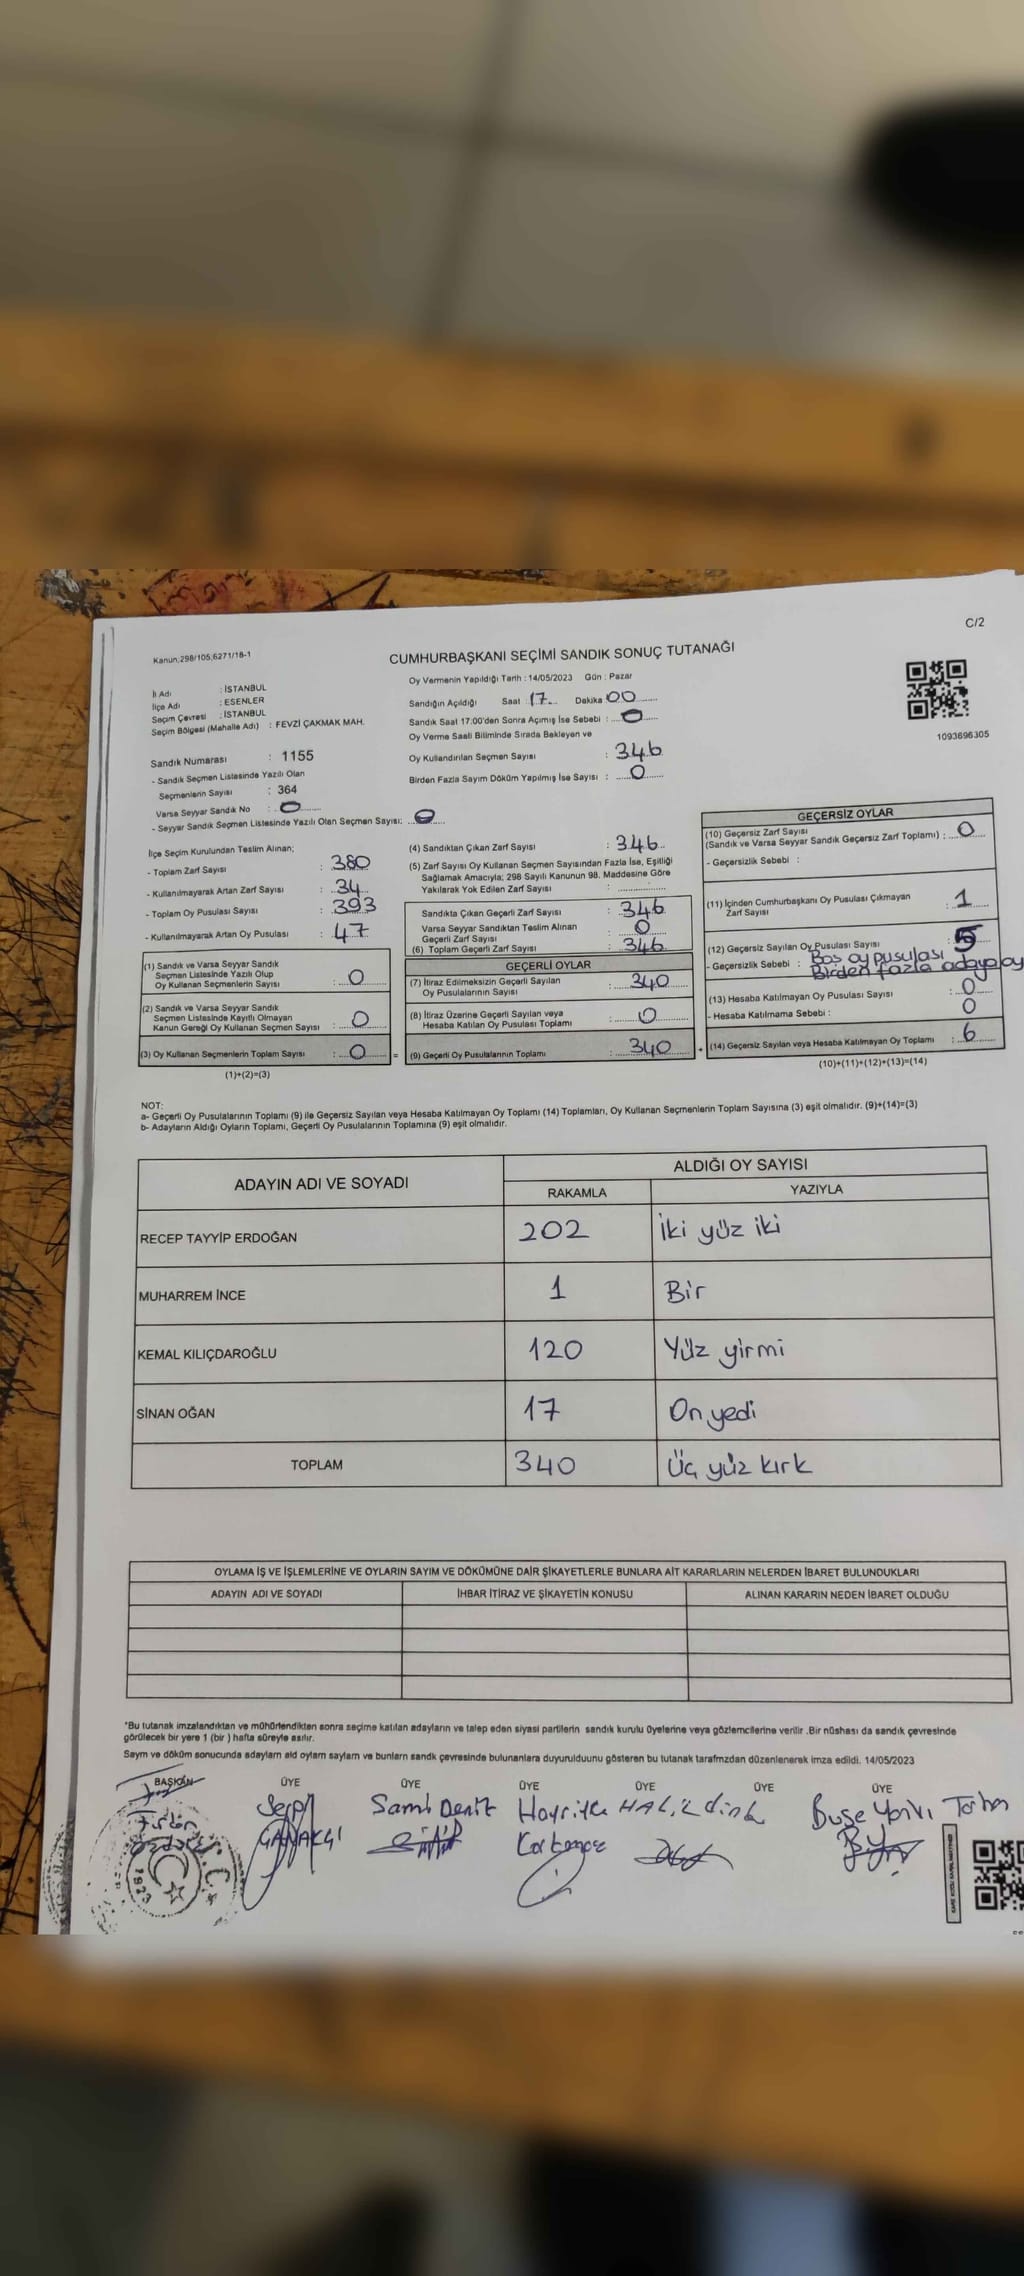 C/2
Kanun;298/105,6271/18-1
CUMHURBAŞKANI SEÇİMİ SANDIK SONUÇ TUTANAĞI
İl Adı : İSTANBUL
İlçe Adı : ESENLER
Seçim Çevresi : İSTANBUL
Seçim Bölgesi (Mahalle Adı) : FEVZİ ÇAKMAK MAH.
Oy Vermenin Yapıldığı Tarih : 14/05/2023 Gün : Pazar
Sandığın Açıldığı Saat 17 Dakika 00
Sandık Saat 17:00'den Sonra Açımış İse Sebebi : 0
Oy Verme Saati Bitiminde Sırada Bekleyen ve
Oy Kullandırılan Seçmen Sayısı : 346
Birden Fazla Sayım Döküm Yapılmış İse Sayısı : 0
1093696305
Sandık Numarası : 1155
- Sandık Seçmen Listesinde Yazılı Olan
Seçmenlerin Sayısı : 364
Varsa Seyyar Sandık No : 0
- Seyyar Sandık Seçmen Listesinde Yazılı Olan Seçmen Sayısı: 0
İlçe Seçim Kurulundan Teslim Alınan;
- Toplam Zarf Sayısı : 380
- Kullanılmayarak Artan Zarf Sayısı : 34
- Toplam Oy Pusulası Sayısı : 393
- Kullanılmayarak Artan Oy Pusulası : 47
(1) Sandık ve Varsa Seyyar Sandık
Seçmen Listesinde Yazılı Olup
Oy Kullanan Seçmenlerin Sayısı : 0
(2) Sandık ve Varsa Seyyar Sandık
Seçmen Listesinde Kayıtlı Olmayan
Kanun Gereği Oy Kullanan Seçmen Sayısı : 0
(3) Oy Kullanan Seçmenlerin Toplam Sayısı : 0
(1)+(2)=(3)
(4) Sandıktan Çıkan Zarf Sayısı : 346
(5) Zarf Sayısı Oy Kullanan Seçmen Sayısından Fazla İse, Eşitliği
Sağlamak Amacıyla; 298 Sayılı Kanunun 98. Maddesine Göre
Yakılarak Yok Edilen Zarf Sayısı :
Sandıkta Çıkan Geçerli Zarf Sayısı : 346
Varsa Seyyar Sandıktan Teslim Alınan
Geçerli Zarf Sayısı : 0
(6) Toplam Geçerli Zarf Sayısı : 346
GEÇERLİ OYLAR
(7) İtiraz Edilmeksizin Geçerli Sayılan
Oy Pusulalarının Sayısı : 340
(8) İtiraz Üzerine Geçerli Sayılan veya
Hesaba Katılan Oy Pusulası Toplamı : 0
= (9) Geçerli Oy Pusulalarının Toplamı : 340
GEÇERSİZ OYLAR
(10) Geçersiz Zarf Sayısı
(Sandık ve Varsa Seyyar Sandık Geçersiz Zarf Toplamı) : 0
- Geçersizlik Sebebi :
(11) İçinden Cumhurbaşkanı Oy Pusulası Çıkmayan
Zarf Sayısı : 1
(12) Geçersiz Sayılan Oy Pusulası Sayısı : 5
- Geçersizlik Sebebi : Boş oy pusulası
Birden fazla adaya oy
(13) Hesaba Katılmayan Oy Pusulası Sayısı : 0
- Hesaba Katılmama Sebebi : 0
+ (14) Geçersiz Sayılan veya Hesaba Katılmayan Oy Toplamı : 6
(10)+(11)+(12)+(13)=(14)
NOT:
a- Geçerli Oy Pusulalarının Toplamı (9) ile Geçersiz Sayılan veya Hesaba Katılmayan Oy Toplamı (14) Toplamları, Oy Kullanan Seçmenlerin Toplam Sayısına (3) eşit olmalıdır. (9)+(14)=(3)
b- Adayların Aldığı Oyların Toplamı, Geçerli Oy Pusulalarının Toplamına (9) eşit olmalıdır.
ADAYIN ADI VE SOYADI ALDIĞI OY SAYISI
RAKAMLA YAZIYLA
RECEP TAYYİP ERDOĞAN 202 İki yüz iki
MUHARREM İNCE 1 Bir
KEMAL KILIÇDAROĞLU 120 Yüz yirmi
SİNAN OĞAN 17 On yedi
TOPLAM 340 Üç yüz kırk
OYLAMA İŞ VE İŞLEMLERİNE VE OYLARIN SAYIM VE DÖKÜMÜNE DAİR ŞİKAYETLERLE BUNLARA AİT KARARLARIN NELERDEN İBARET BULUNDUKLARI
ADAYIN ADI VE SOYADI İHBAR İTİRAZ VE ŞİKAYETİN KONUSU ALINAN KARARIN NEDEN İBARET OLDUĞU
*Bu tutanak imzalandıktan ve mühürlendikten sonra seçime katılan adayların ve talep eden siyasi partilerin sandık kurulu üyelerine veya gözlemcilerine verilir .Bir nüshası da sandık çevresinde
görülecek bir yere 1 (bir ) hafta süreyle asılır.
Sayım ve döküm sonucunda adayların aldı oyların sayıların ve bunların sandık çevresinde bulunanlara duyurulduunu gösteren bu tutanak tarafımzdan düzenlenerek imza edildi. 14/05/2023
BAŞKAN ÜYE ÜYE ÜYE ÜYE ÜYE ÜYE
Sami Deniz HALİL Buse
1923